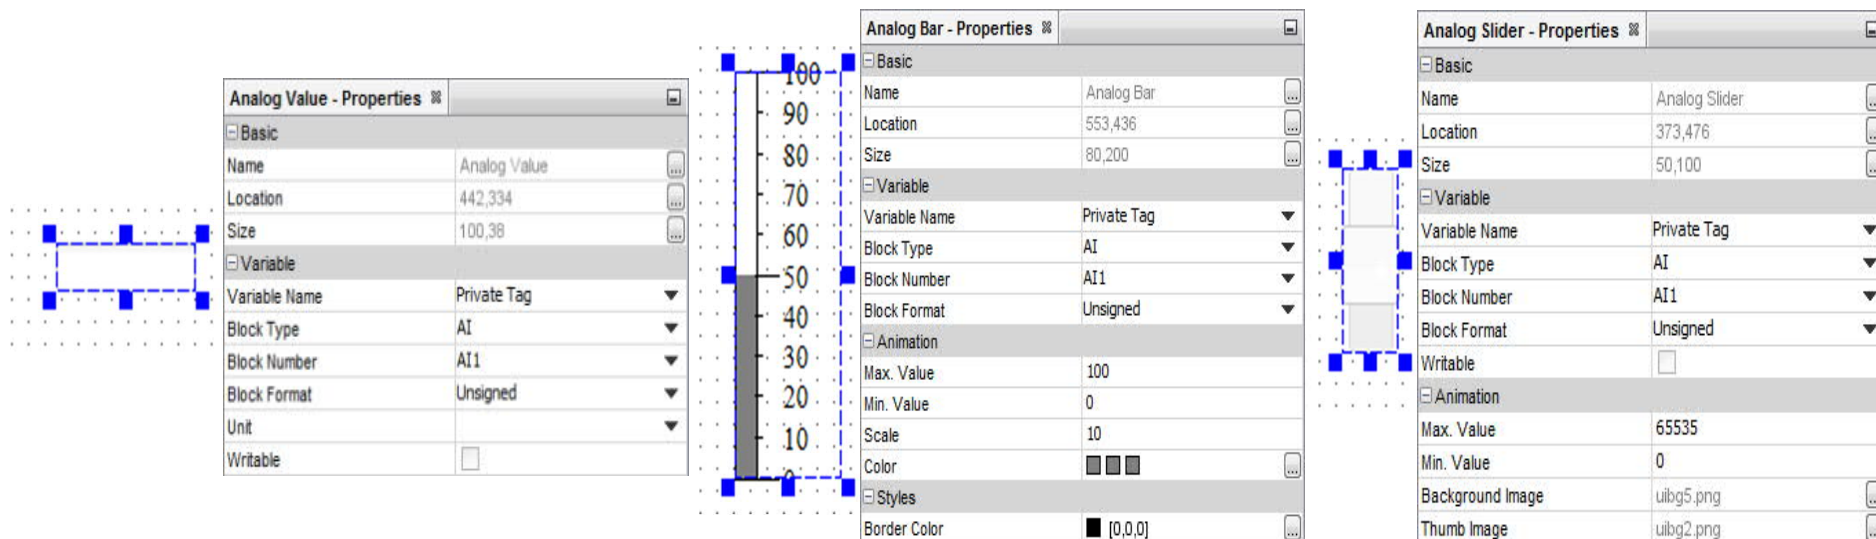 Analog Value - Properties
Basic
Name Analog Value ...
Location 442,334 ...
Size 100,38 ...
Variable
Variable Name Private Tag
Block Type AI
Block Number AI1
Block Format Unsigned
Unit
Writable
100
90
80
70
60
50
40
30
20
10
0
Analog Bar - Properties
Basic
Name Analog Bar ...
Location 553,436 ...
Size 80,200 ...
Variable
Variable Name Private Tag
Block Type AI
Block Number AI1
Block Format Unsigned
Animation
Max. Value 100
Min. Value 0
Scale 10
Color ...
Styles
Border Color [0,0,0] ...
Analog Slider - Properties
Basic
Name Analog Slider ...
Location 373,476 ...
Size 50,100 ...
Variable
Variable Name Private Tag
Block Type AI
Block Number AI1
Block Format Unsigned
Writable
Animation
Max. Value 65535
Min. Value 0
Background Image uibg5.png ...
Thumb Image uibg2.png ...